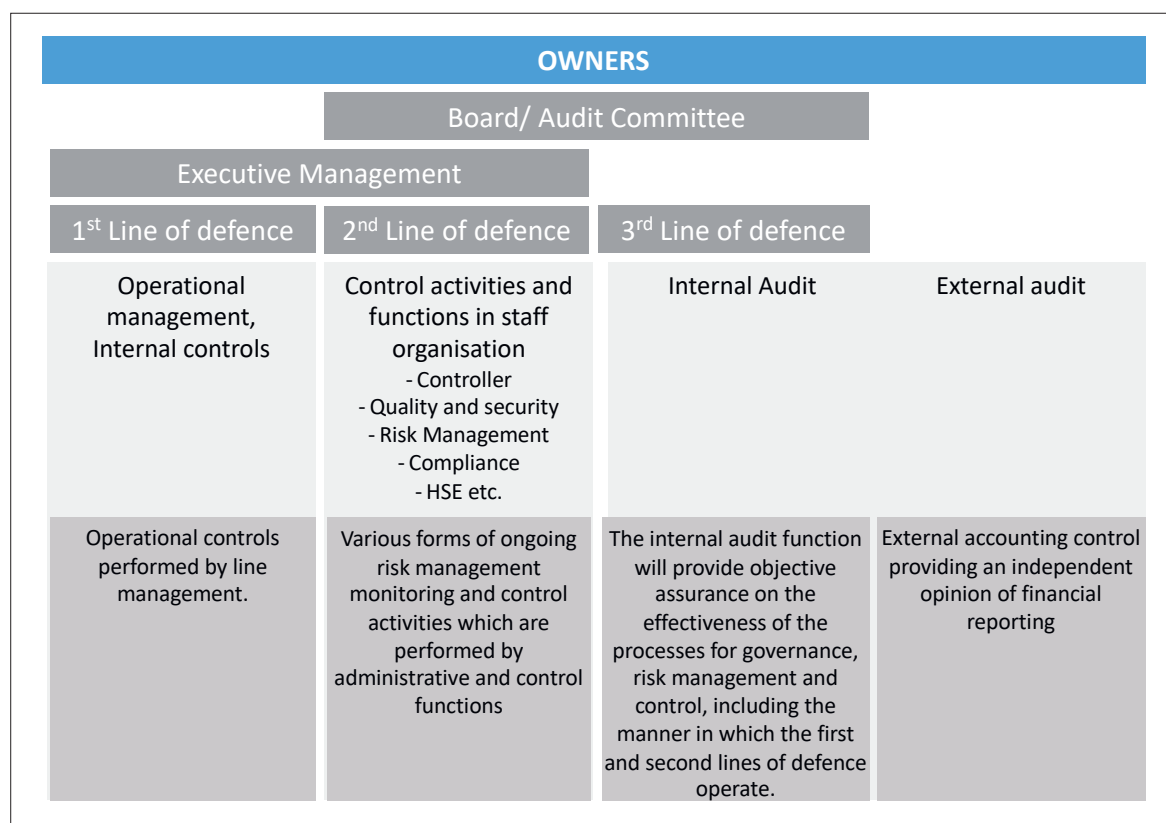 OWNERS
Board/ Audit Committee
Executive Management
1st Line of defence
2nd Line of defence
3rd Line of defence
Operational
management,
Internal controls
Control activities and
functions in staff
organisation
- Controller
- Quality and security
- Risk Management
- Compliance
- HSE etc.
Internal Audit
External audit
Operational controls
performed by line
management.
Various forms of ongoing
risk management
monitoring and control
activities which are
performed by
administrative and control
functions
The internal audit function
will provide objective
assurance on the
effectiveness of the
processes for governance,
risk management and
control, including the
manner in which the first
and second lines of defence
operate.
External accounting control
providing an independent
opinion of financial
reporting